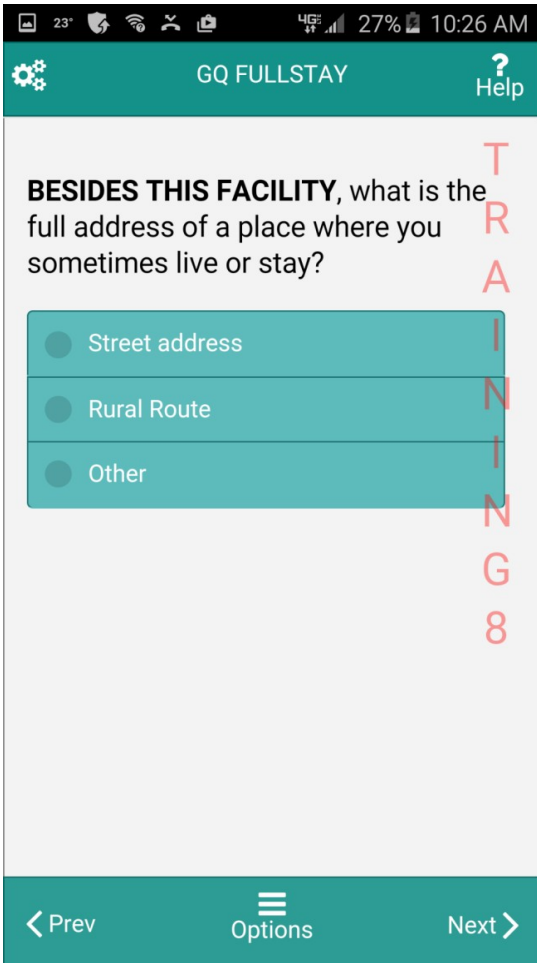 23° 4G 27% 10:26 AM
GQ FULLSTAY
? Help
BESIDES THIS FACILITY, what is the
full address of a place where you
sometimes live or stay?
Street address
Rural Route
Other
TRAINING8
Prev
Options
Next